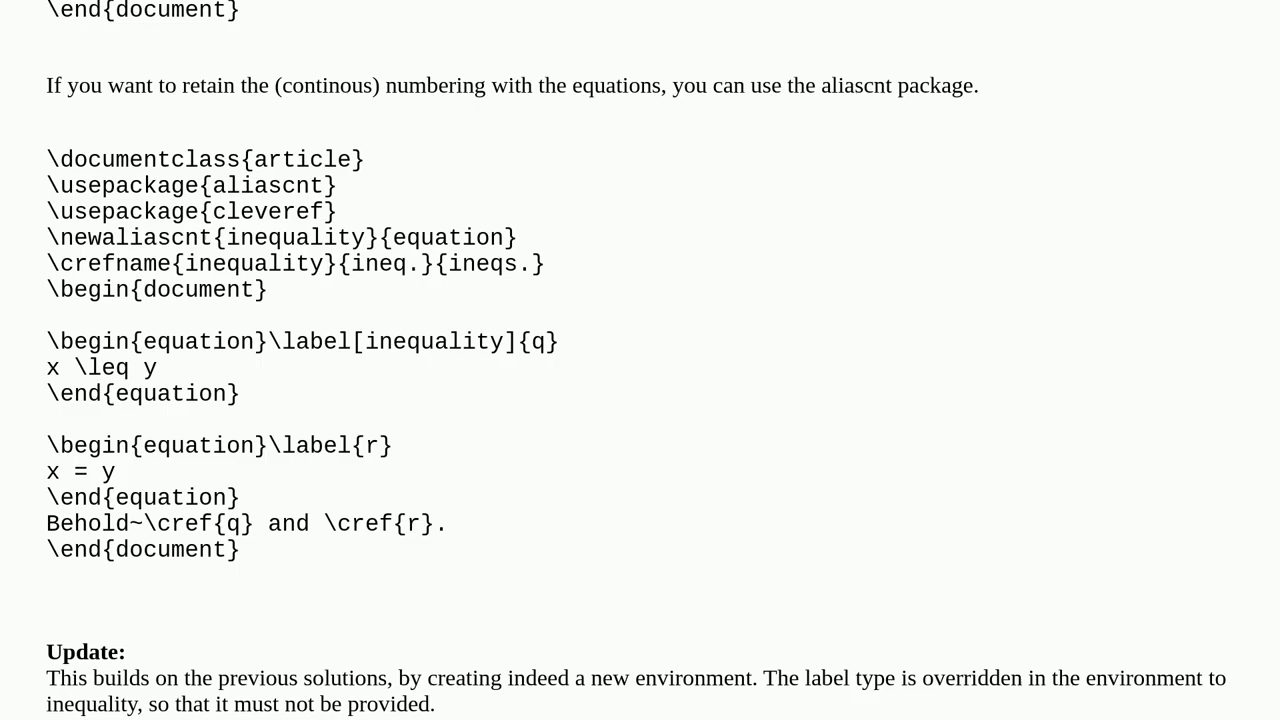 \end{document}
If you want to retain the (continous) numbering with the equations, you can use the aliascnt package.
\documentclass{article}
\usepackage{aliascnt}
\usepackage{cleveref}
\newaliascnt{inequality}{equation}
\crefname{inequality}{ineq.}{ineqs.}
\begin{document}
\begin{equation}\label[inequality]{q}
x \leq y
\end{equation}
\begin{equation}\label{r}
x = y
\end{equation}
Behold~\cref{q} and \cref{r}.
\end{document}
Update:
This builds on the previous solutions, by creating indeed a new environment. The label type is overridden in the environment to
inequality, so that it must not be provided.